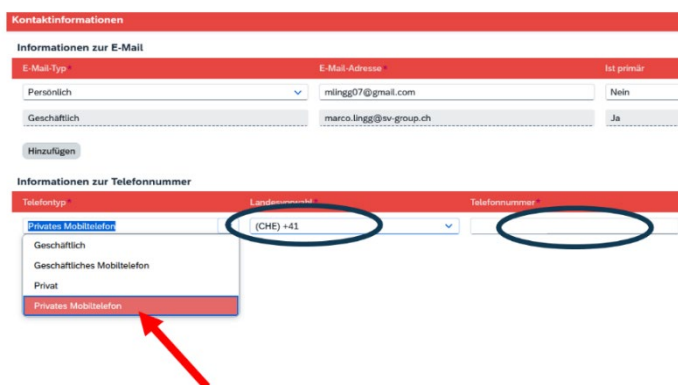 Kontaktinformationen
Informationen zur E-Mail
E-Mail-Typ * E-Mail-Adresse * Ist primär
Persönlich mlingg07@gmail.com Nein
Geschäftlich marco.lingg@sv-group.ch Ja
Hinzufügen
Informationen zur Telefonnummer
Telefontyp * Landesvorwahl * Telefonnummer *
Privates Mobiltelefon (CHE) +41
Geschäftlich
Geschäftliches Mobiltelefon
Privat
Privates Mobiltelefon